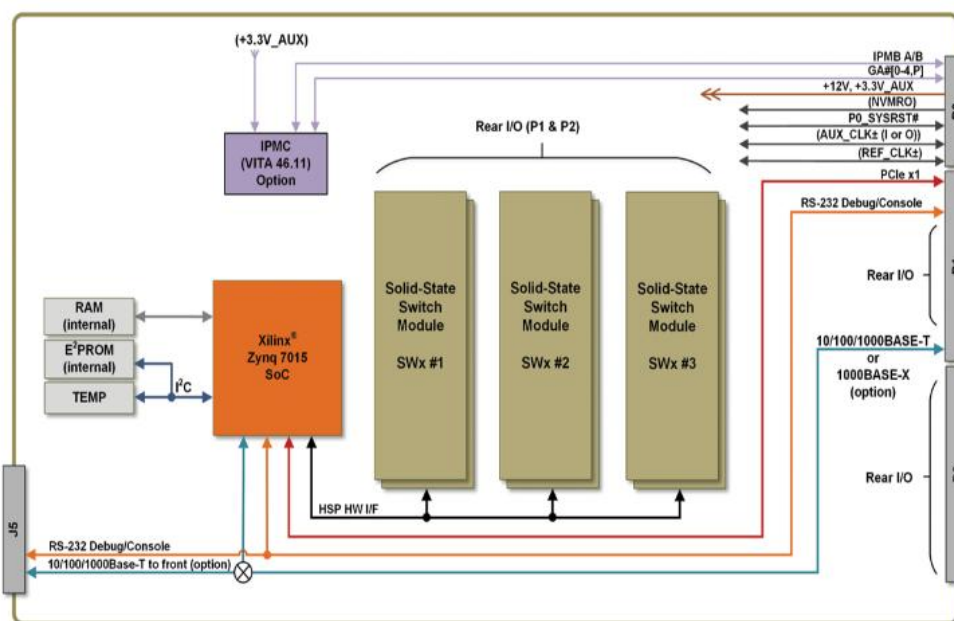 (+3.3V_AUX)
IPMB A/B
GA#[0-4,P]
+12V, +3.3V_AUX
(NVMRO)
P0_SYSRST#
(AUX_CLK± (I or O))
(REF_CLK±)
PCIe x1
RS-232 Debug/Console
IPMC
(VITA 46.11)
Option
Rear I/O (P1 & P2)
Solid-State
Switch
Module
SWx #1
Solid-State
Switch
Module
SWx #2
Solid-State
Switch
Module
SWx #3
Rear I/O
RAM
(internal)
E²PROM
(internal)
TEMP
I²C
Xilinx®
Zynq 7015
SoC
10/100/1000BASE-T
or
1000BASE-X
(option)
Rear I/O
HSP HW I/F
J5
RS-232 Debug/Console
10/100/1000Base-T to front (option)